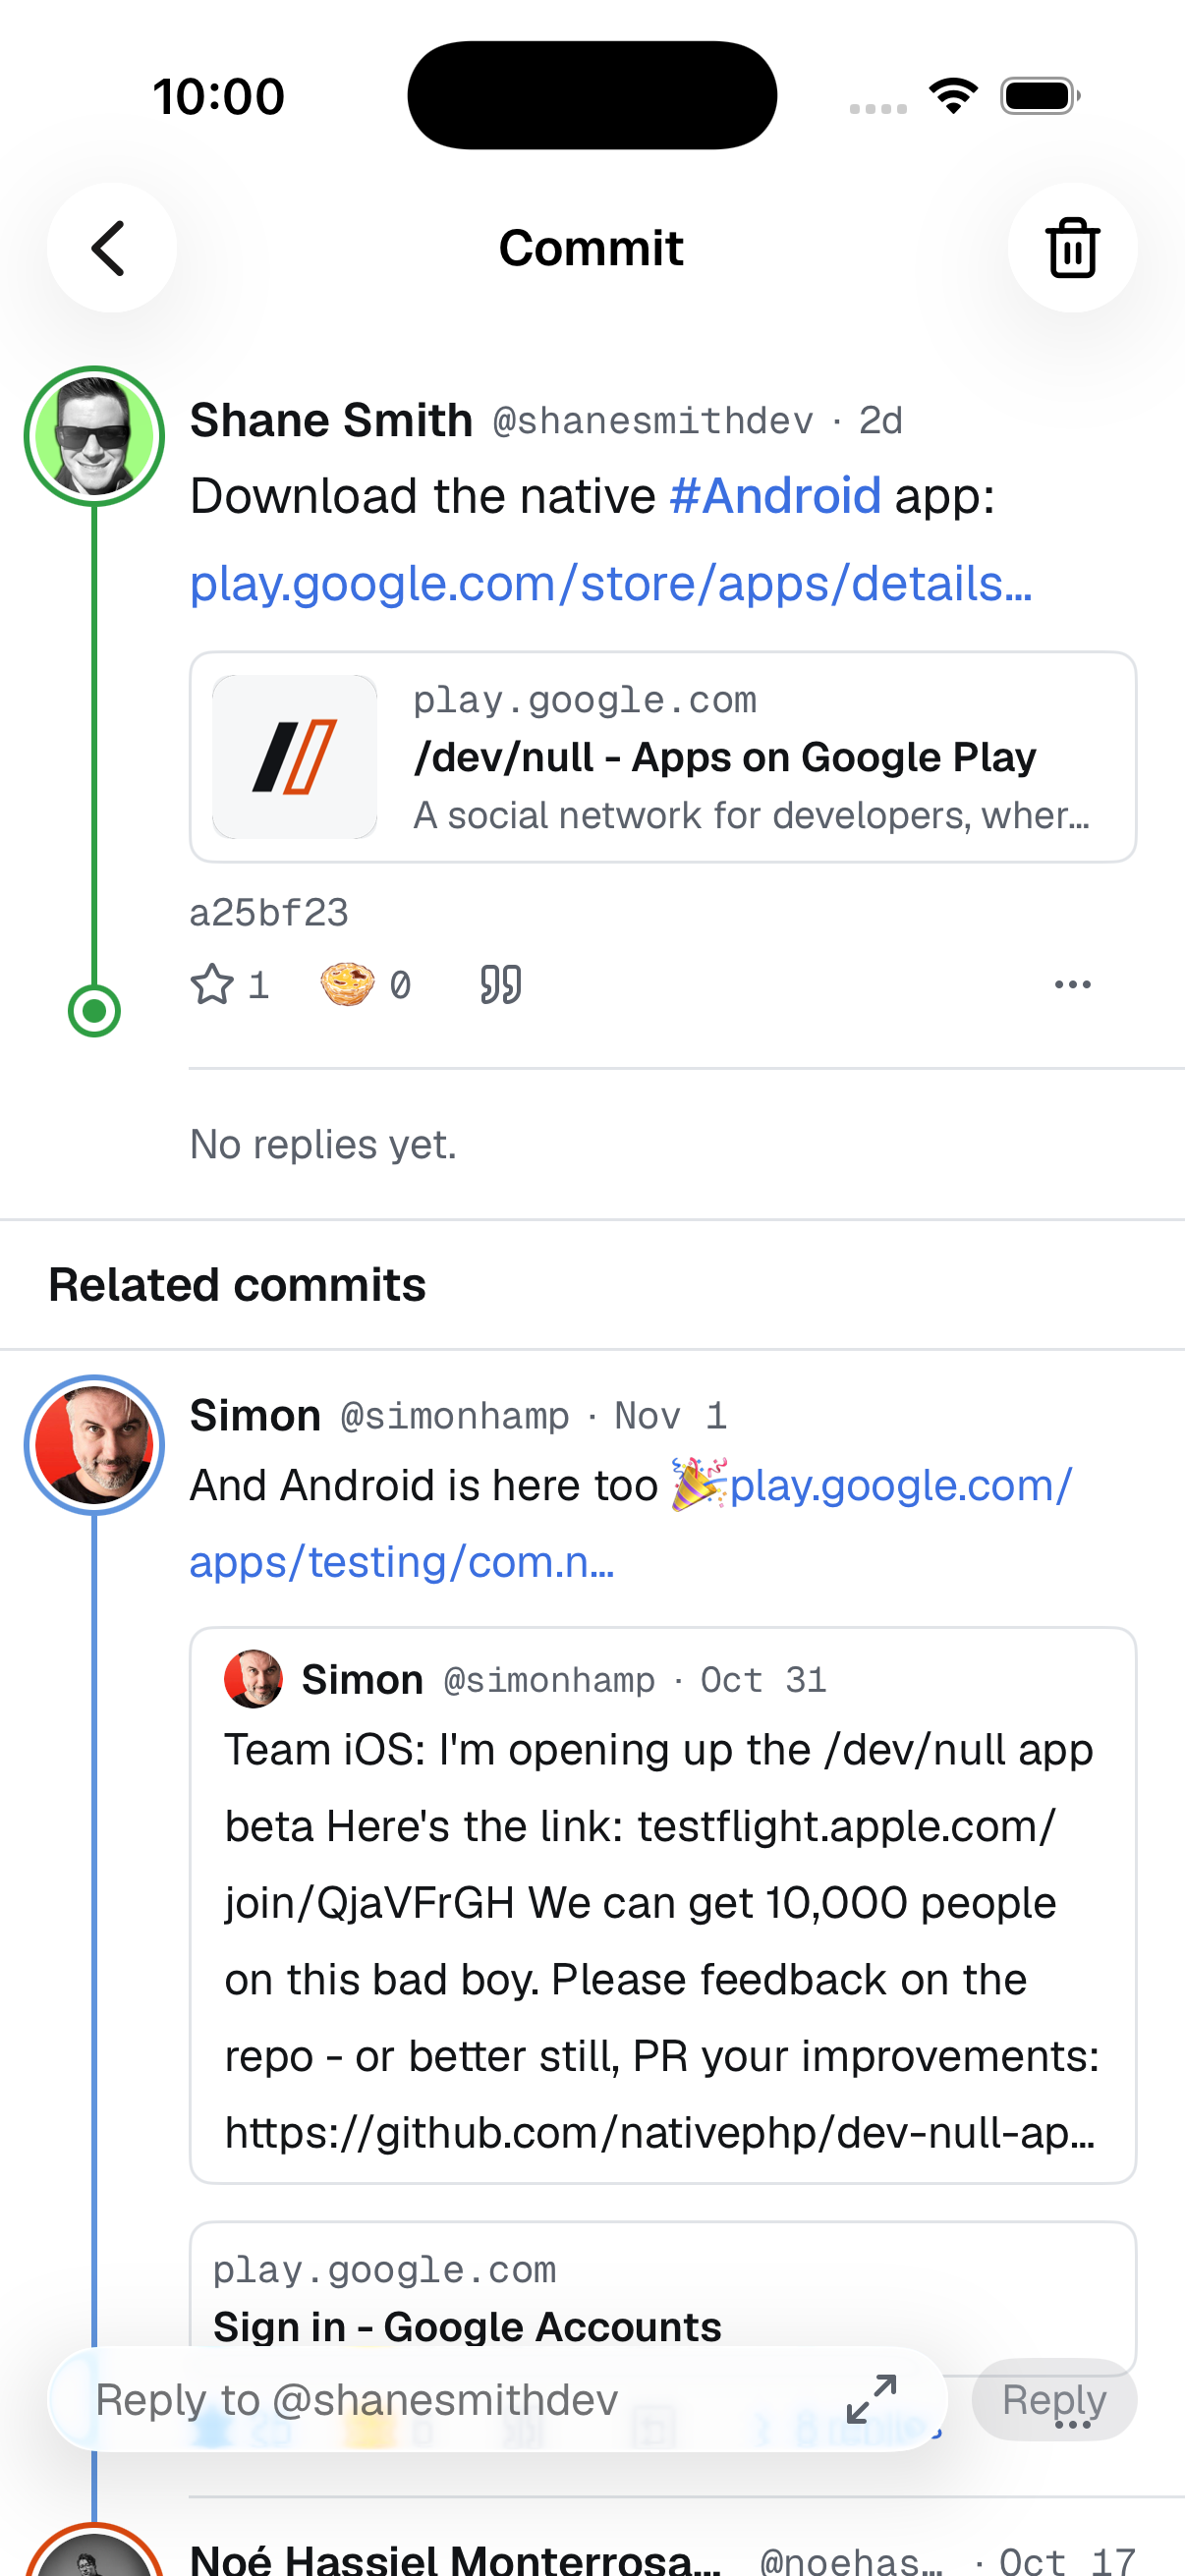 10:00
Commit
Shane Smith @shanesmithdev · 2d
Download the native #Android app:
play.google.com/store/apps/details...
play.google.com
/dev/null - Apps on Google Play
A social network for developers, wher...
a25bf23
1 0
No replies yet.
Related commits
Simon @simonhamp · Nov 1
And Android is here too 🎉play.google.com/
apps/testing/com.n...
Simon @simonhamp · Oct 31
Team iOS: I'm opening up the /dev/null app
beta Here's the link: testflight.apple.com/
join/QjaVFrGH We can get 10,000 people
on this bad boy. Please feedback on the
repo - or better still, PR your improvements:
https://github.com/nativephp/dev-null-ap...
play.google.com
Sign in - Google Accounts
Reply to @shanesmithdev Reply
Noé Hassiel Monterrosa... @noehas... · Oct 17